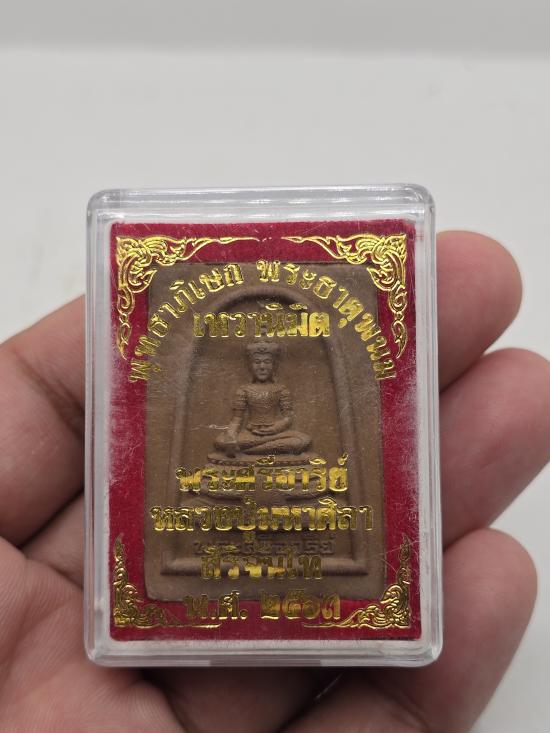 พุทธาภิเษก พระธาตุพนม
เทวานิมิต
พระศรีอาริย์
หลวงปู่มหาศิลา
สิริจันโท
พ.ศ. ๒๕๖๓